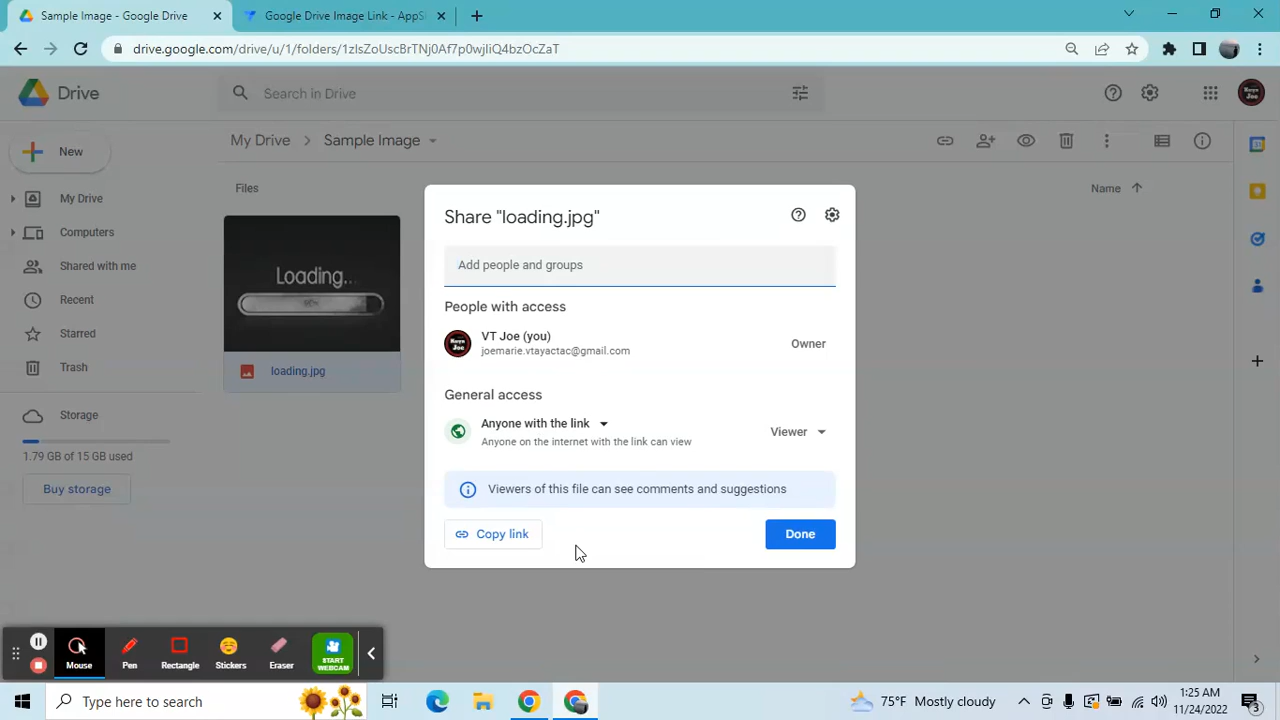 Sample Image - Google Drive
Google Drive Image Link - AppS
drive.google.com/drive/u/1/folders/1zlsZoUscBrTNj0Af7p0wjIiQ4bzOcZaT
Drive
Search in Drive
New
My Drive
Sample Image
Files
Name
My Drive
Computers
Shared with me
Recent
Starred
Trash
Storage
1.79 GB of 15 GB used
Buy storage
Loading...
loading.jpg
Share "loading.jpg"
Add people and groups
People with access
VT Joe (you)
joemarie.vtayactac@gmail.com
Owner
General access
Anyone with the link
Anyone on the internet with the link can view
Viewer
Viewers of this file can see comments and suggestions
Copy link
Done
Mouse
Pen
Rectangle
Stickers
Eraser
START
WEBCAM
Type here to search
75°F Mostly cloudy
1:25 AM
11/24/2022
3